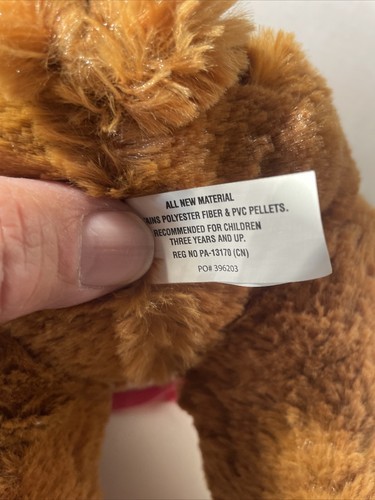 ALL NEW MATERIAL
POLYESTER FIBER & PVC PELLETS.
RECOMMENDED FOR CHILDREN
THREE YEARS AND UP.
REG NO PA-13170 (CN)
PO# 396203